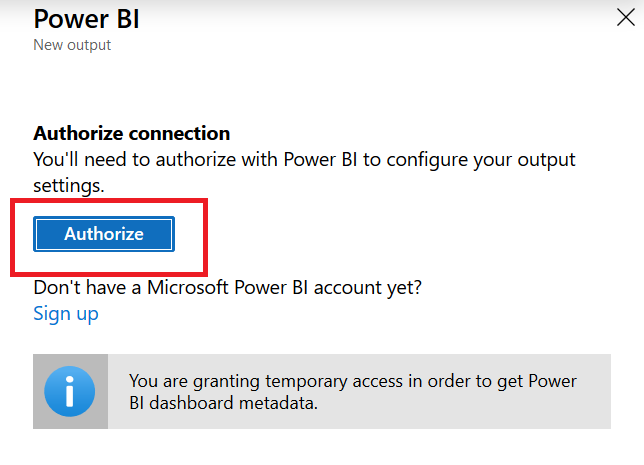 Power BI
New output
Authorize connection
You'll need to authorize with Power BI to configure your output
settings.
Authorize
Don't have a Microsoft Power BI account yet?
Sign up
You are granting temporary access in order to get Power
BI dashboard metadata.